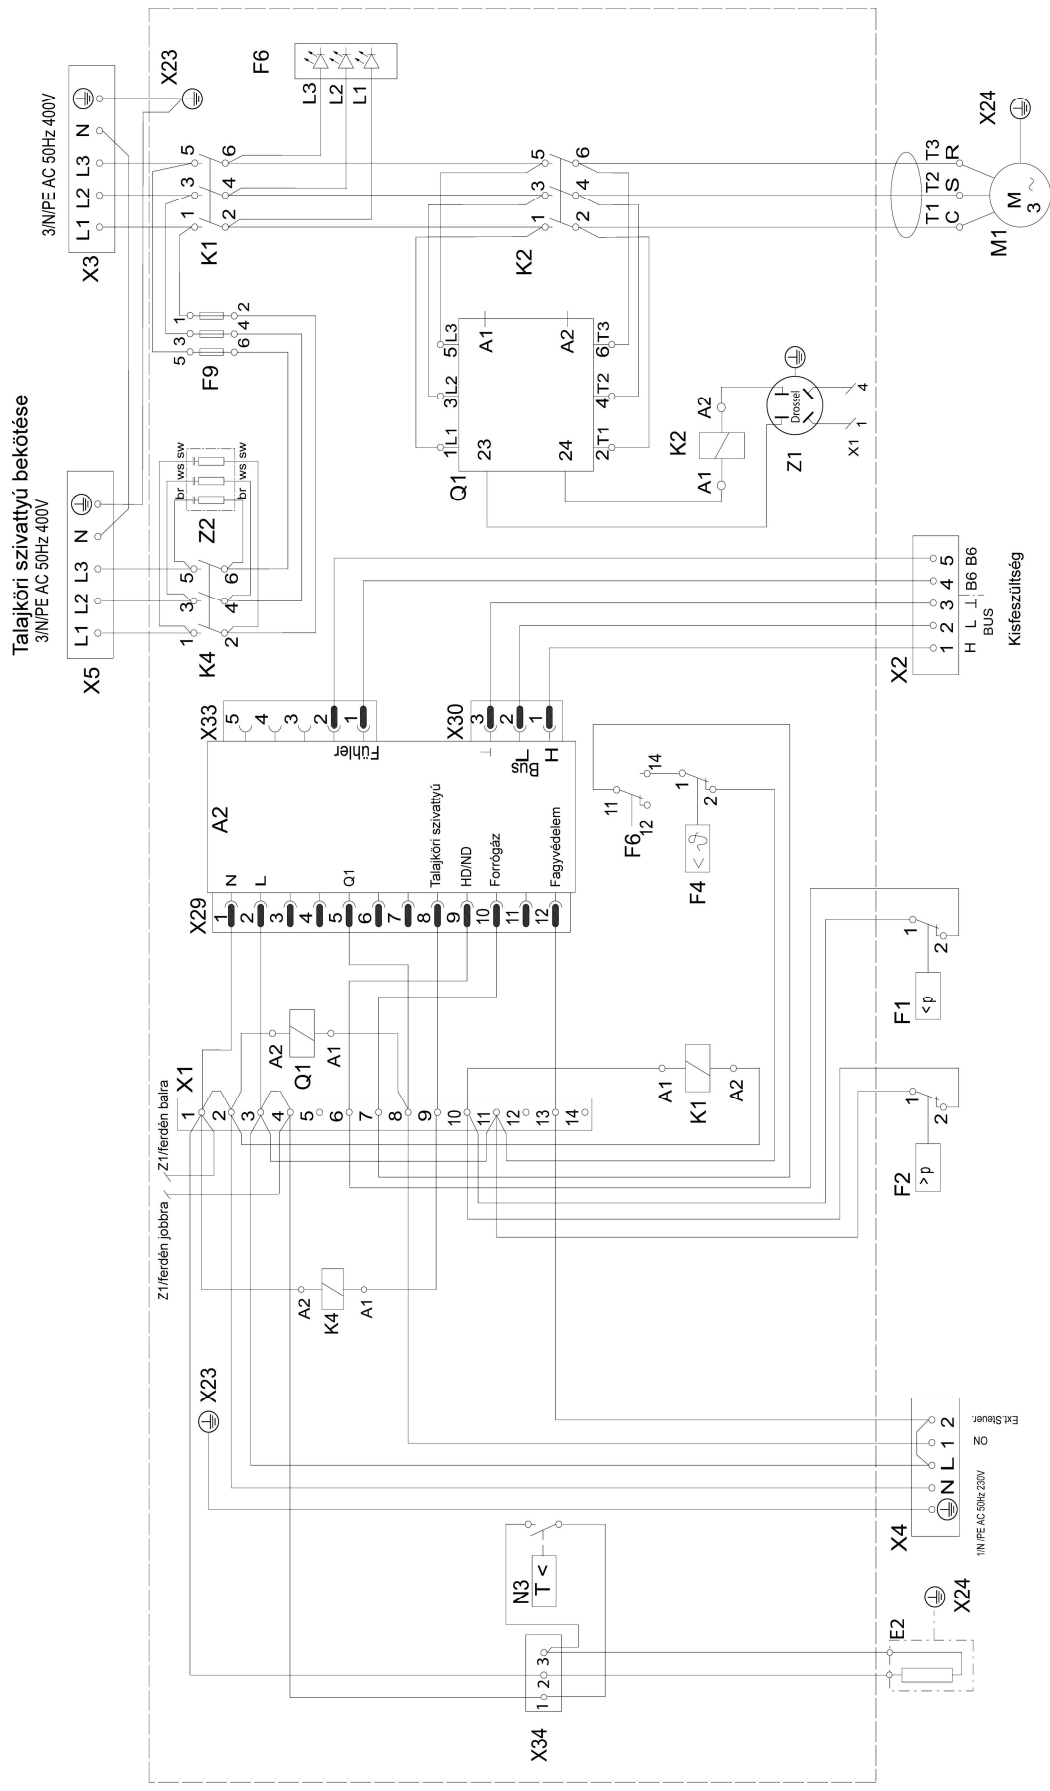 Talajköri szivattyú bekötése
3/N/PE AC 50Hz 400V
X5
L1 L2 L3 N
3/N/PE AC 50Hz 400V
X3
L1 L2 L3 N
X23
K4
1 3 5
2 4 6
Z2
br ws sw
br ws sw
F9
5 3 1
6 4 2
K1
1 3 5
2 4 6
F6
L3
L2
L1
Q1
1 L1 3 L2 5 L3
23 A1
24 A2
2 T1 4 T2 6 T3
K2
1 3 5
2 4 6
K2
A1 A2
Z1
Drossel
X1
1 4
T1 T2 T3
C S R
M1
M
3 ~
X24
A2
X33
5
4
3
2
1
Fühler
X30
3
2
1
⊥
L
H
Bus
X29
1 N
2 L
3
4
5 Q1
6
7
8 Talajköri szivattyú
9 HD/ND
10 Forrógáz
11
12 Fagyvédelem
F6
11
12
14
F4
<
1
2
X2
1 2 3 4 5
H L ⊥ B6 B6
BUS
Kisfeszültség
X1
1
2
3
4
5
6
7
8
9
10
11
12
13
14
Z1/ferdén balra
Z1/ferdén jobbra
Q1
A2
A1
K1
A1
A2
K4
A2
A1
F1
< p
1
2
F2
> p
1
2
X23
X4
N L 1 2
1/N /PE AC 50Hz 230V
ON
Ext.Steuer.
N3
T <
X34
1 2 3
E2
X24